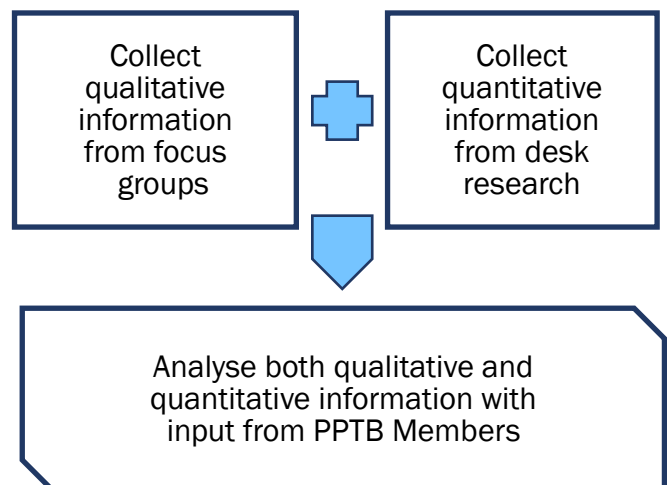 Collect
qualitative
information
from focus
groups
Collect
quantitative
information
from desk
research
Analyse both qualitative and
quantitative information with
input from PPTB Members